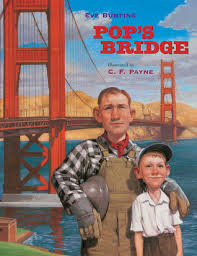 EVE BUNTING
POP'S
BRIDGE
Illustrated by
C. F. PAYNE